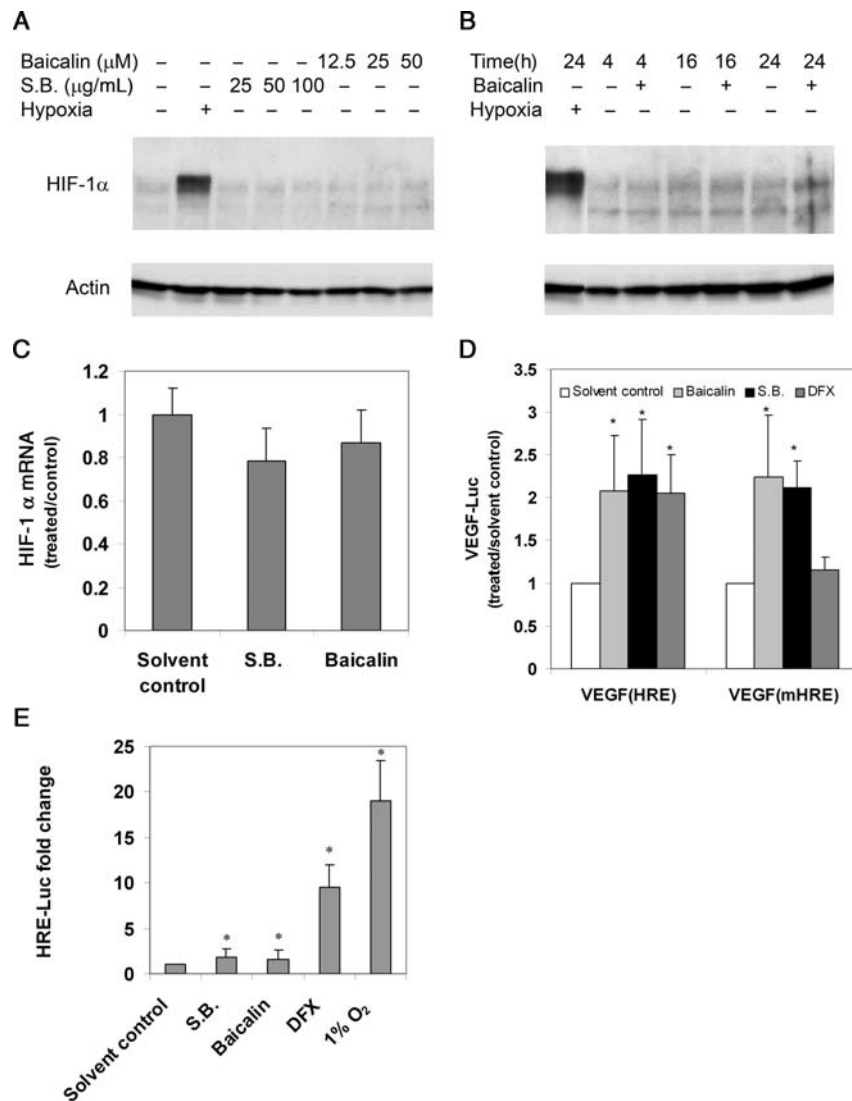 A
Baicalin (µM) – – – – – 12.5 25 50
S.B. (µg/mL) – – 25 50 100 – – –
Hypoxia – + – – – – – –
HIF-1α
Actin
B
Time(h) 24 4 4 16 16 24 24
Baicalin – – + – + – +
Hypoxia + – – – – – –
HIF-1α
Actin
C
HIF-1 α mRNA
(treated/control)
1.2
1
0.8
0.6
0.4
0.2
0
Solvent control
S.B.
Baicalin
D
VEGF-Luc
(treated/solvent control)
3.5
3
2.5
2
1.5
1
0.5
0
Solvent control Baicalin S.B. DFX
* * * * *
VEGF(HRE) VEGF(mHRE)
E
HRE-Luc fold change
25
20
15
10
5
0
* * * *
Solvent control
S.B.
Baicalin
DFX
1% O₂